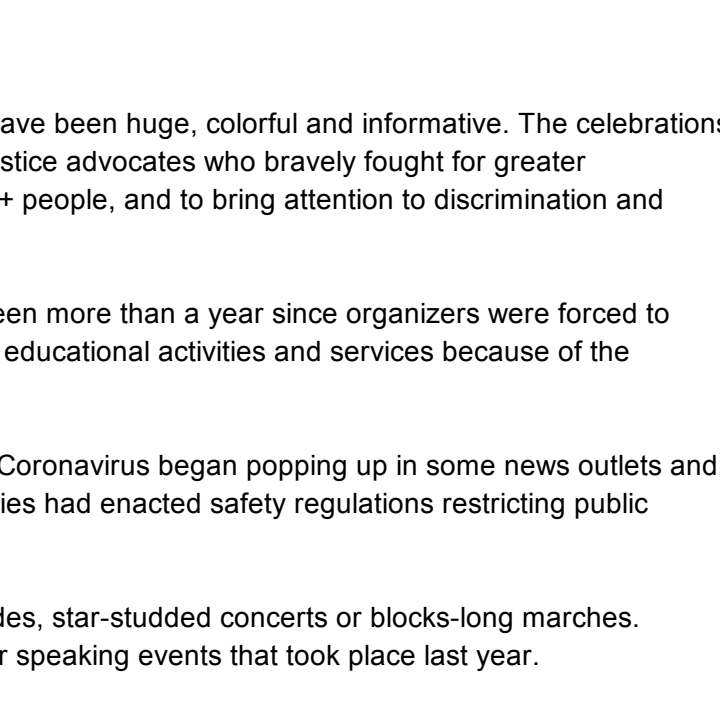 ave been huge, colorful and informative. The celebrations
stice advocates who bravely fought for greater
+ people, and to bring attention to discrimination and
een more than a year since organizers were forced to
educational activities and services because of the
Coronavirus began popping up in some news outlets and
ies had enacted safety regulations restricting public
des, star-studded concerts or blocks-long marches.
r speaking events that took place last year.